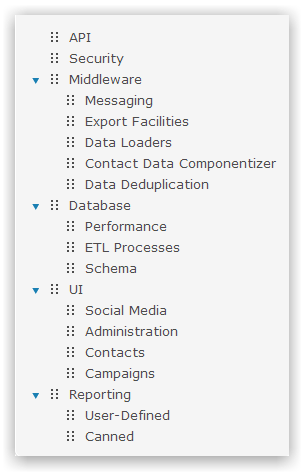 API
Security
Middleware
Messaging
Export Facilities
Data Loaders
Contact Data Componentizer
Data Deduplication
Database
Performance
ETL Processes
Schema
UI
Social Media
Administration
Contacts
Campaigns
Reporting
User-Defined
Canned